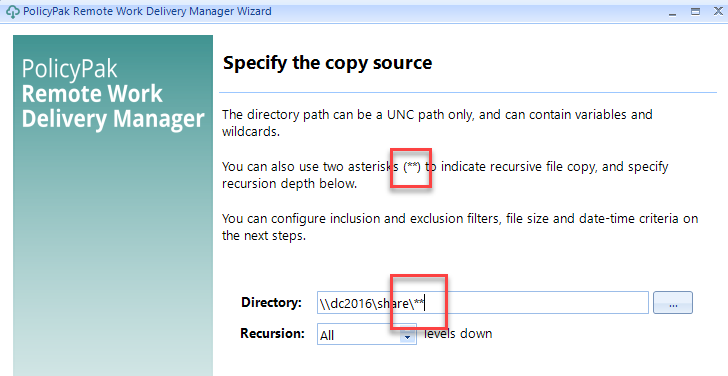 PolicyPak Remote Work Delivery Manager Wizard
PolicyPak
Remote Work
Delivery Manager
Specify the copy source
The directory path can be a UNC path only, and can contain variables and
wildcards.
You can also use two asterisks (**) to indicate recursive file copy, and specify
recursion depth below.
You can configure inclusion and exclusion filters, file size and date-time criteria on
the next steps.
Directory: \\dc2016\share\** ...
Recursion: All levels down